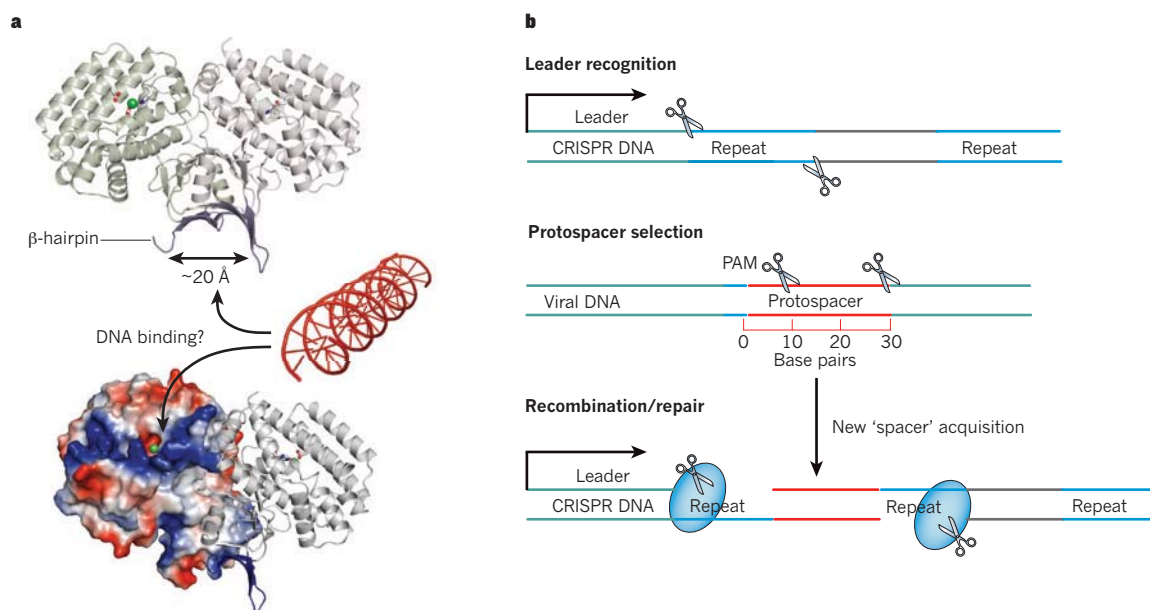 a
β-hairpin
~20 Å
DNA binding?
b
Leader recognition
Leader
CRISPR DNA
Repeat
Repeat
Protospacer selection
PAM
Viral DNA
Protospacer
0 10 20 30
Base pairs
New 'spacer' acquisition
Recombination/repair
Leader
CRISPR DNA
Repeat
Repeat
Repeat